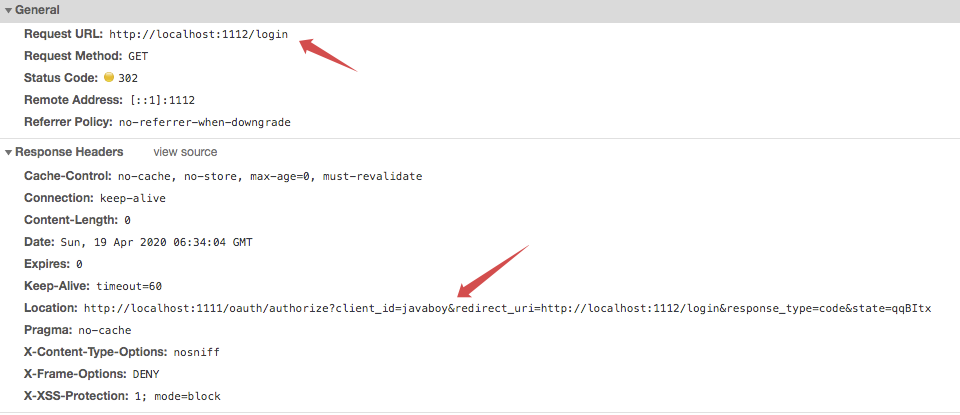 General
Request URL: http://localhost:1112/login
Request Method: GET
Status Code: 302
Remote Address: [::1]:1112
Referrer Policy: no-referrer-when-downgrade
Response Headers view source
Cache-Control: no-cache, no-store, max-age=0, must-revalidate
Connection: keep-alive
Content-Length: 0
Date: Sun, 19 Apr 2020 06:34:04 GMT
Expires: 0
Keep-Alive: timeout=60
Location: http://localhost:1111/oauth/authorize?client_id=javaboy&redirect_uri=http://localhost:1112/login&response_type=code&state=qqBItx
Pragma: no-cache
X-Content-Type-Options: nosniff
X-Frame-Options: DENY
X-XSS-Protection: 1; mode=block